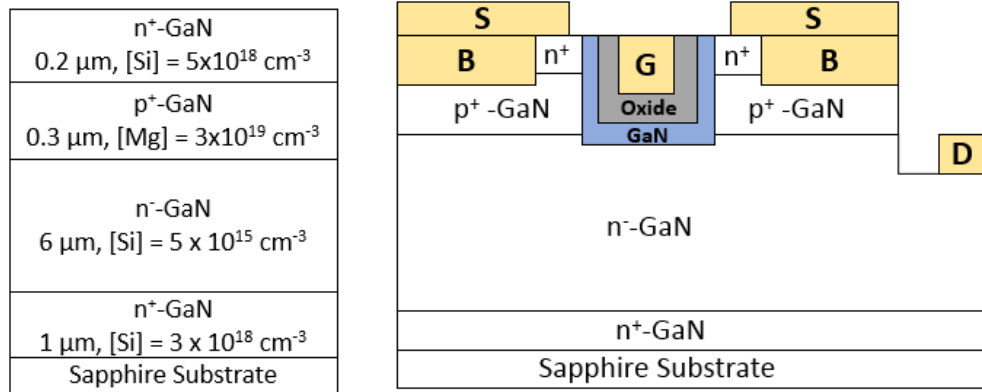 n⁺-GaN
0.2 µm, [Si] = 5x10¹⁸ cm⁻³
p⁺-GaN
0.3 µm, [Mg] = 3x10¹⁹ cm⁻³
n⁻-GaN
6 µm, [Si] = 5 x 10¹⁵ cm⁻³
n⁺-GaN
1 µm, [Si] = 3 x 10¹⁸ cm⁻³
Sapphire Substrate
S S
B n⁺ G n⁺ B
p⁺ -GaN Oxide p⁺ -GaN
GaN
D
n⁻-GaN
n⁺-GaN
Sapphire Substrate